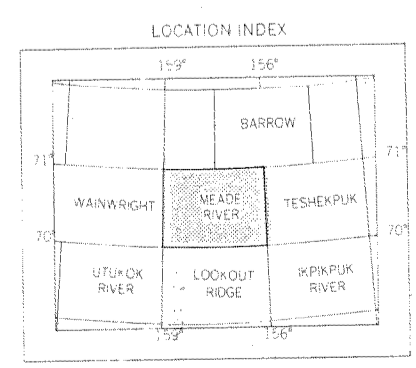 LOCATION INDEX
159° 156°
BARROW
71° 71°
WAINWRIGHT MEADE RIVER TESHEKPUK
70° 70°
UTUKOK RIVER LOOKOUT RIDGE IKPIKPUK RIVER
159° 156°